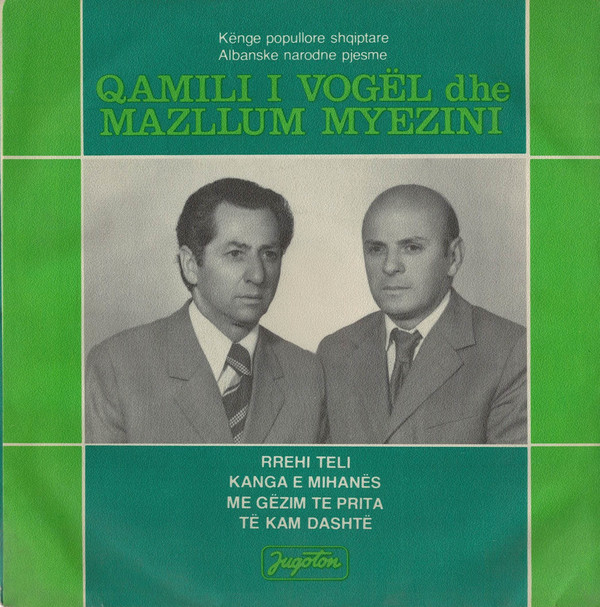 Kënge popullore shqiptare
Albanske narodne pjesme
QAMILI I VOGËL dhe
MAZLLUM MYEZINI
RREHI TELI
KANGA E MIHANËS
ME GËZIM TE PRITA
TË KAM DASHTË
Jugoton